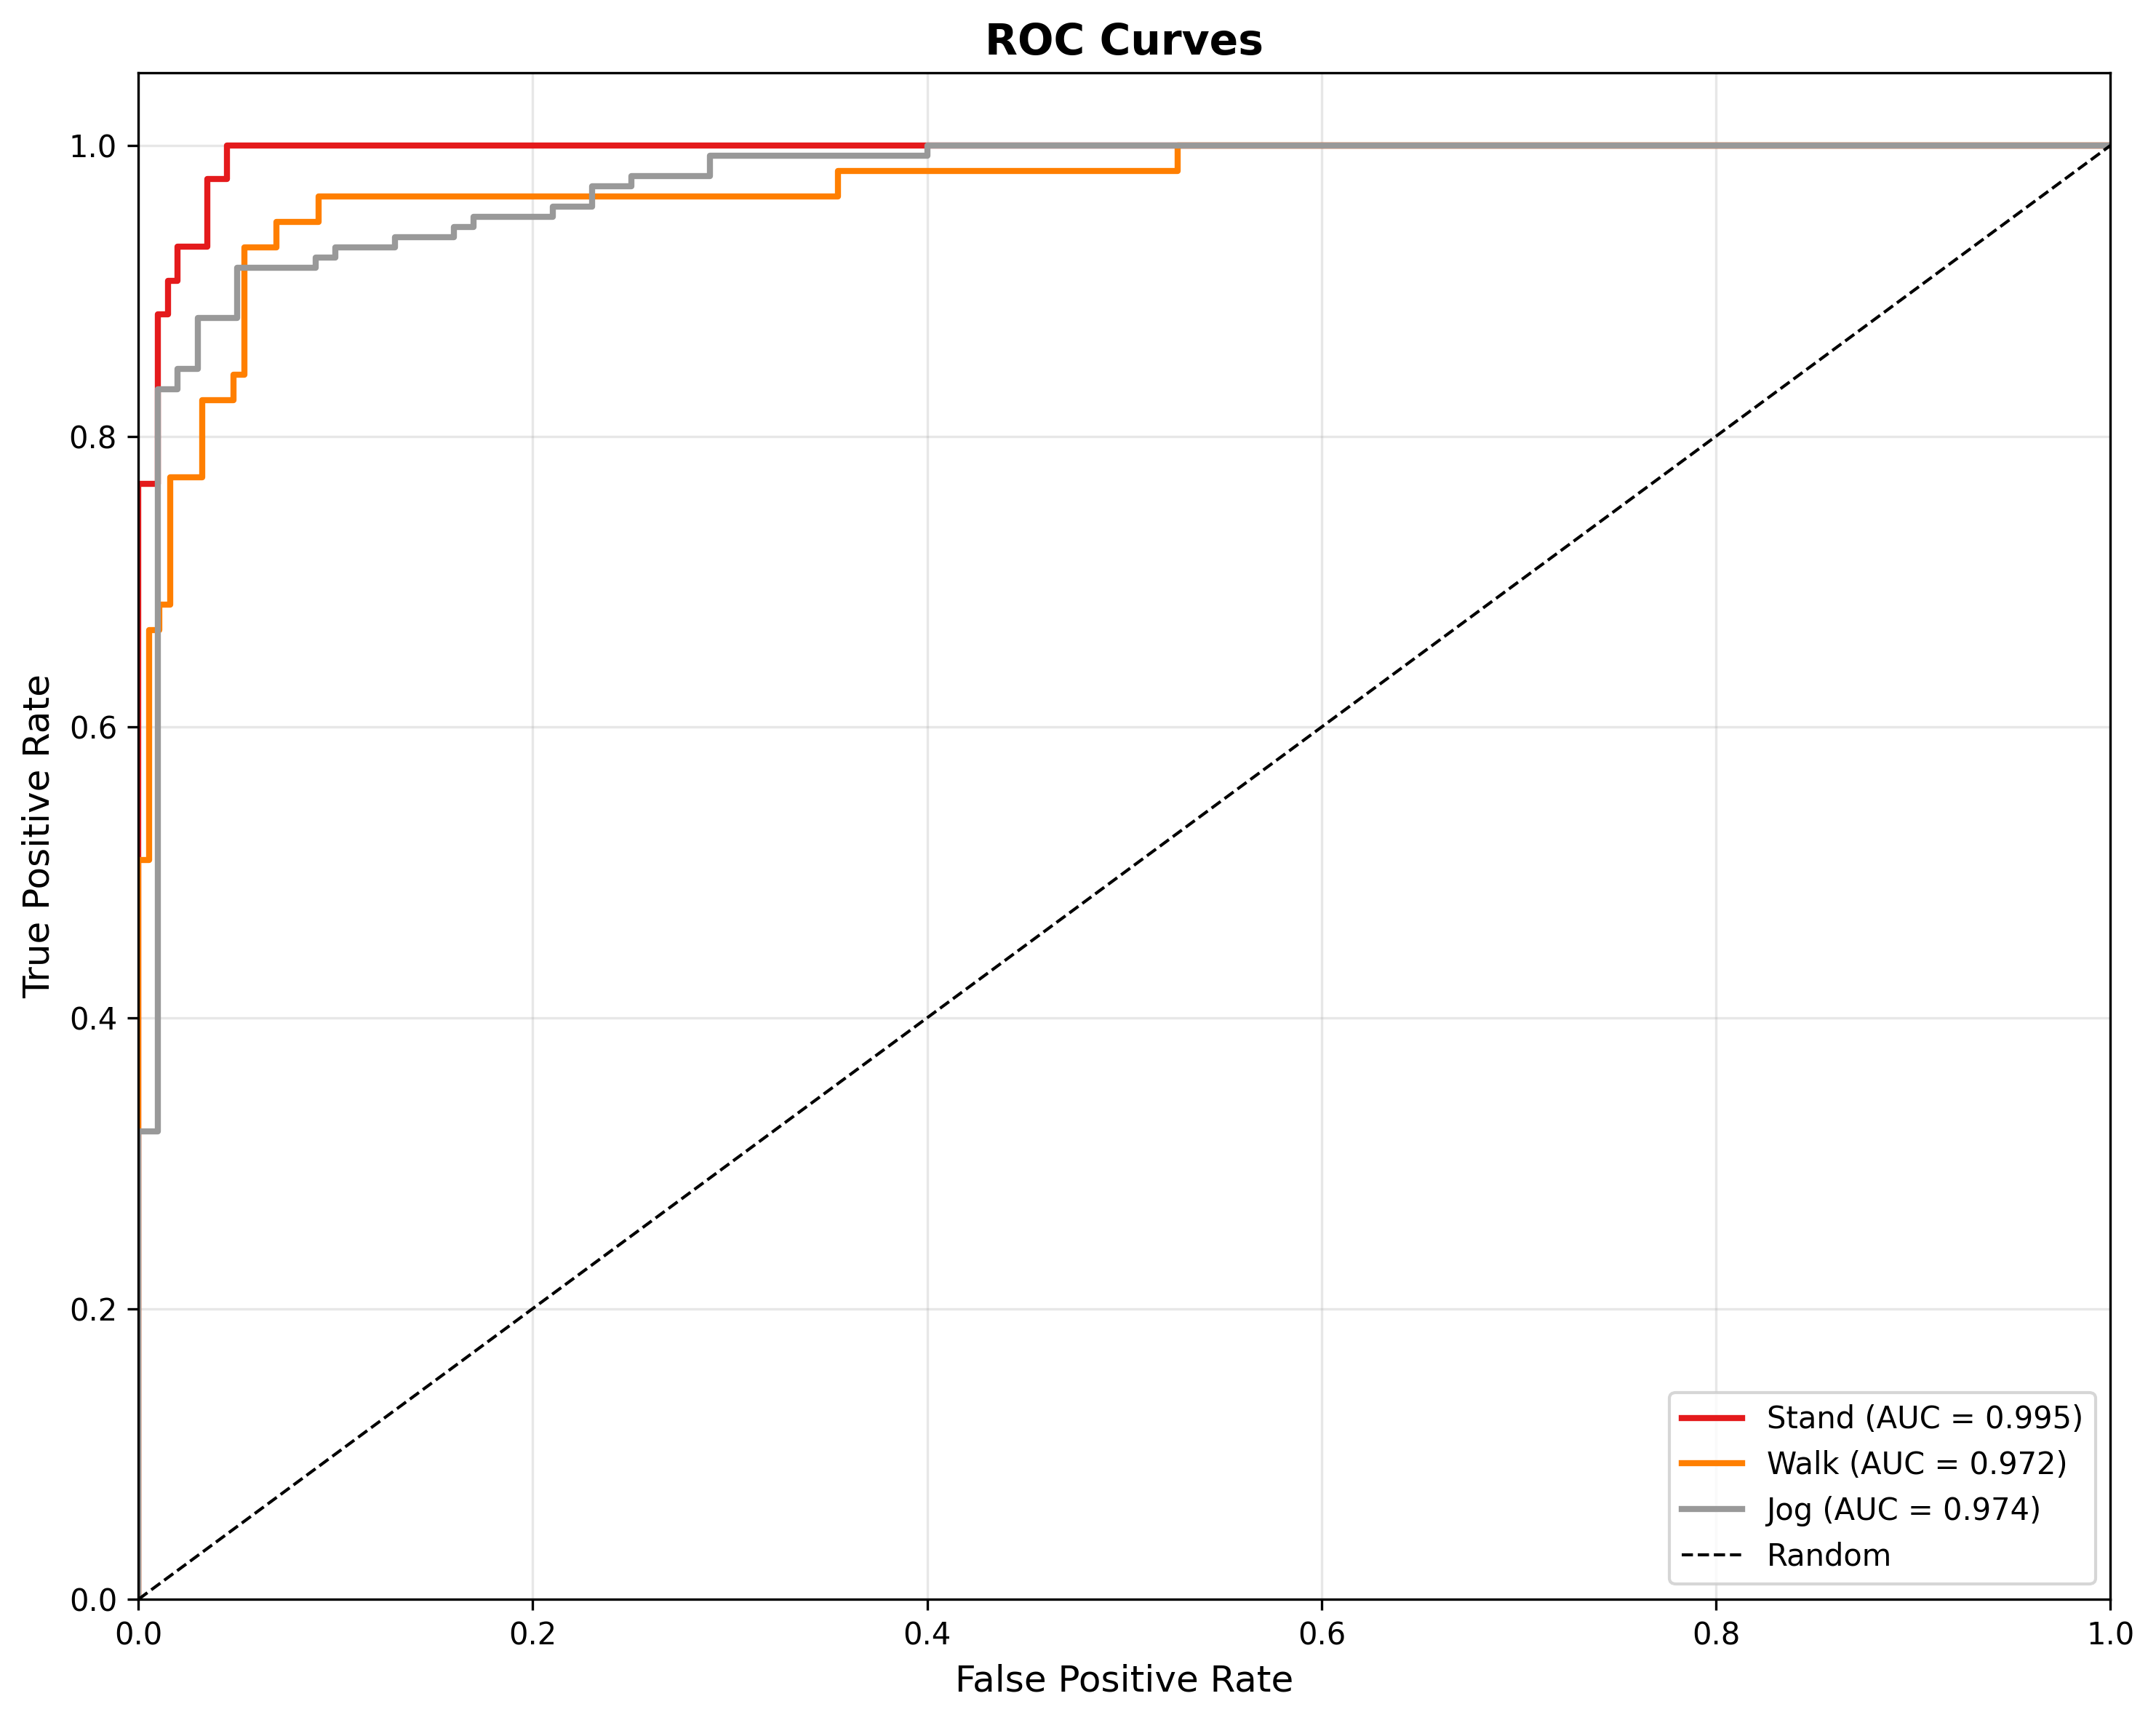 ROC Curves
True Positive Rate
1.0
0.8
0.6
0.4
0.2
0.0
0.0 0.2 0.4 0.6 0.8 1.0
False Positive Rate
Stand (AUC = 0.995)
Walk (AUC = 0.972)
Jog (AUC = 0.974)
Random